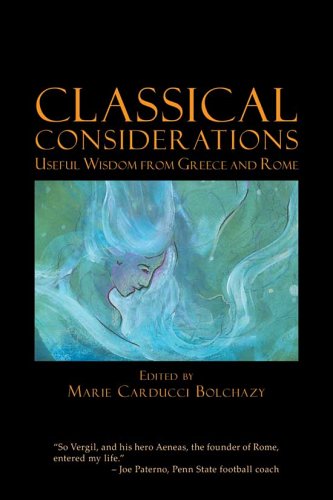 CLASSICAL
CONSIDERATIONS
USEFUL WISDOM FROM GREECE AND ROME
EDITED BY
MARIE CARDUCCI BOLCHAZY
“So Vergil, and his hero Aeneas, the founder of Rome,
entered my life.”
– Joe Paterno, Penn State football coach